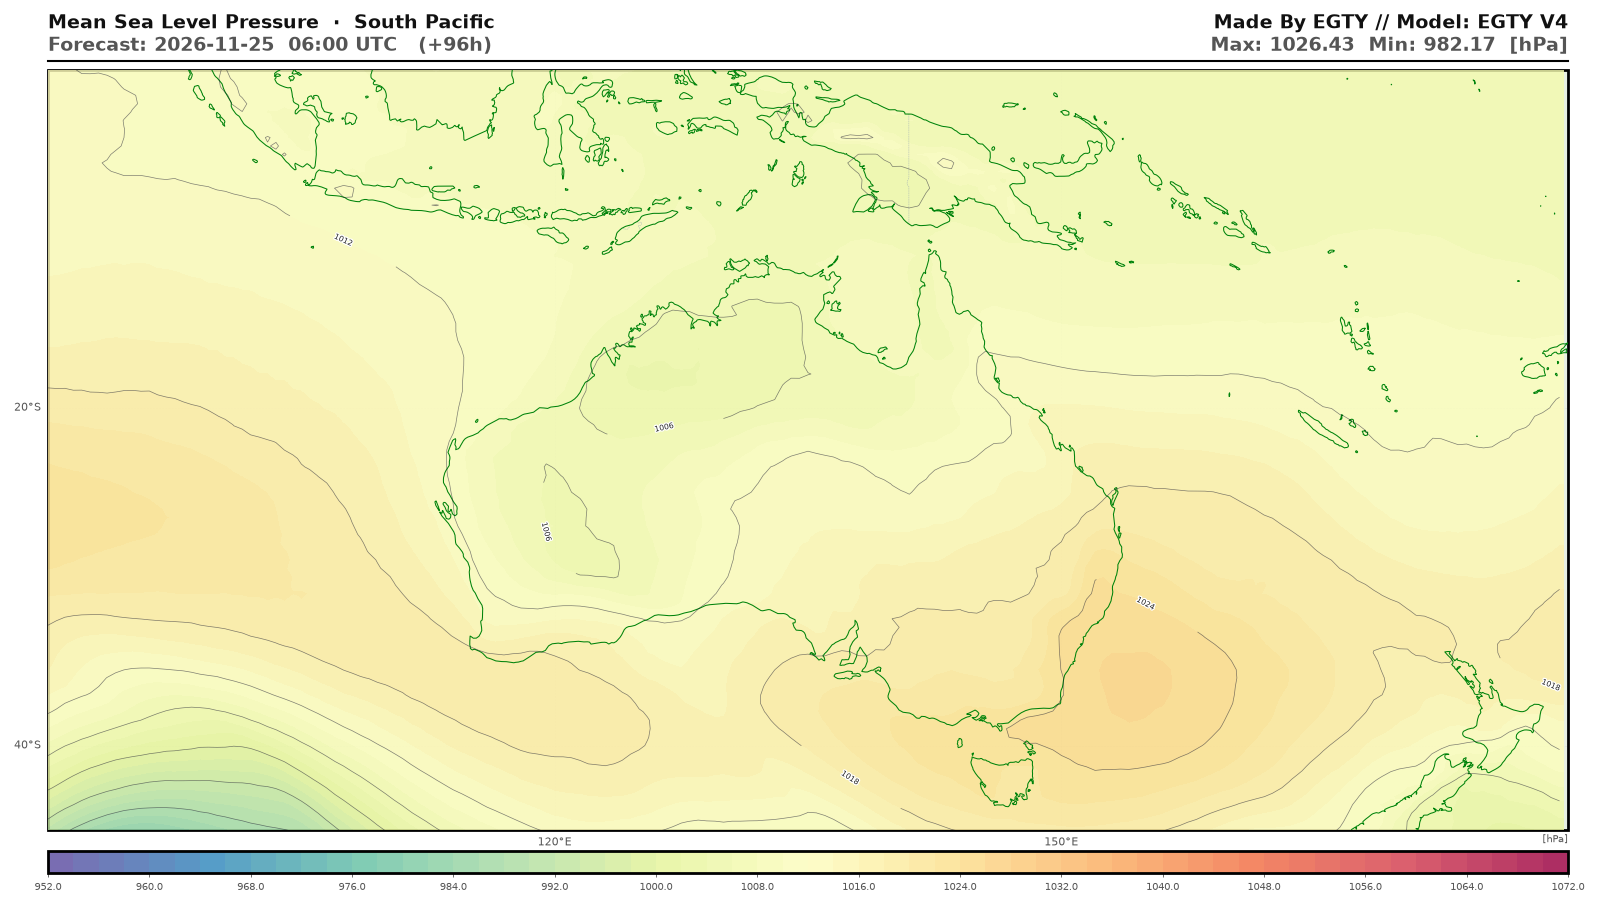 Mean Sea Level Pressure · South Pacific
Made By EGTY // Model: EGTY V4
Forecast: 2026-11-25 06:00 UTC (+96h)
Max: 1026.43 Min: 982.17 [hPa]
1012
20°S
1006
1006
1024
1018
40°S
1018
120°E
150°E
[hPa]
952.0
960.0
968.0
976.0
984.0
992.0
1000.0
1008.0
1016.0
1024.0
1032.0
1040.0
1048.0
1056.0
1064.0
1072.0